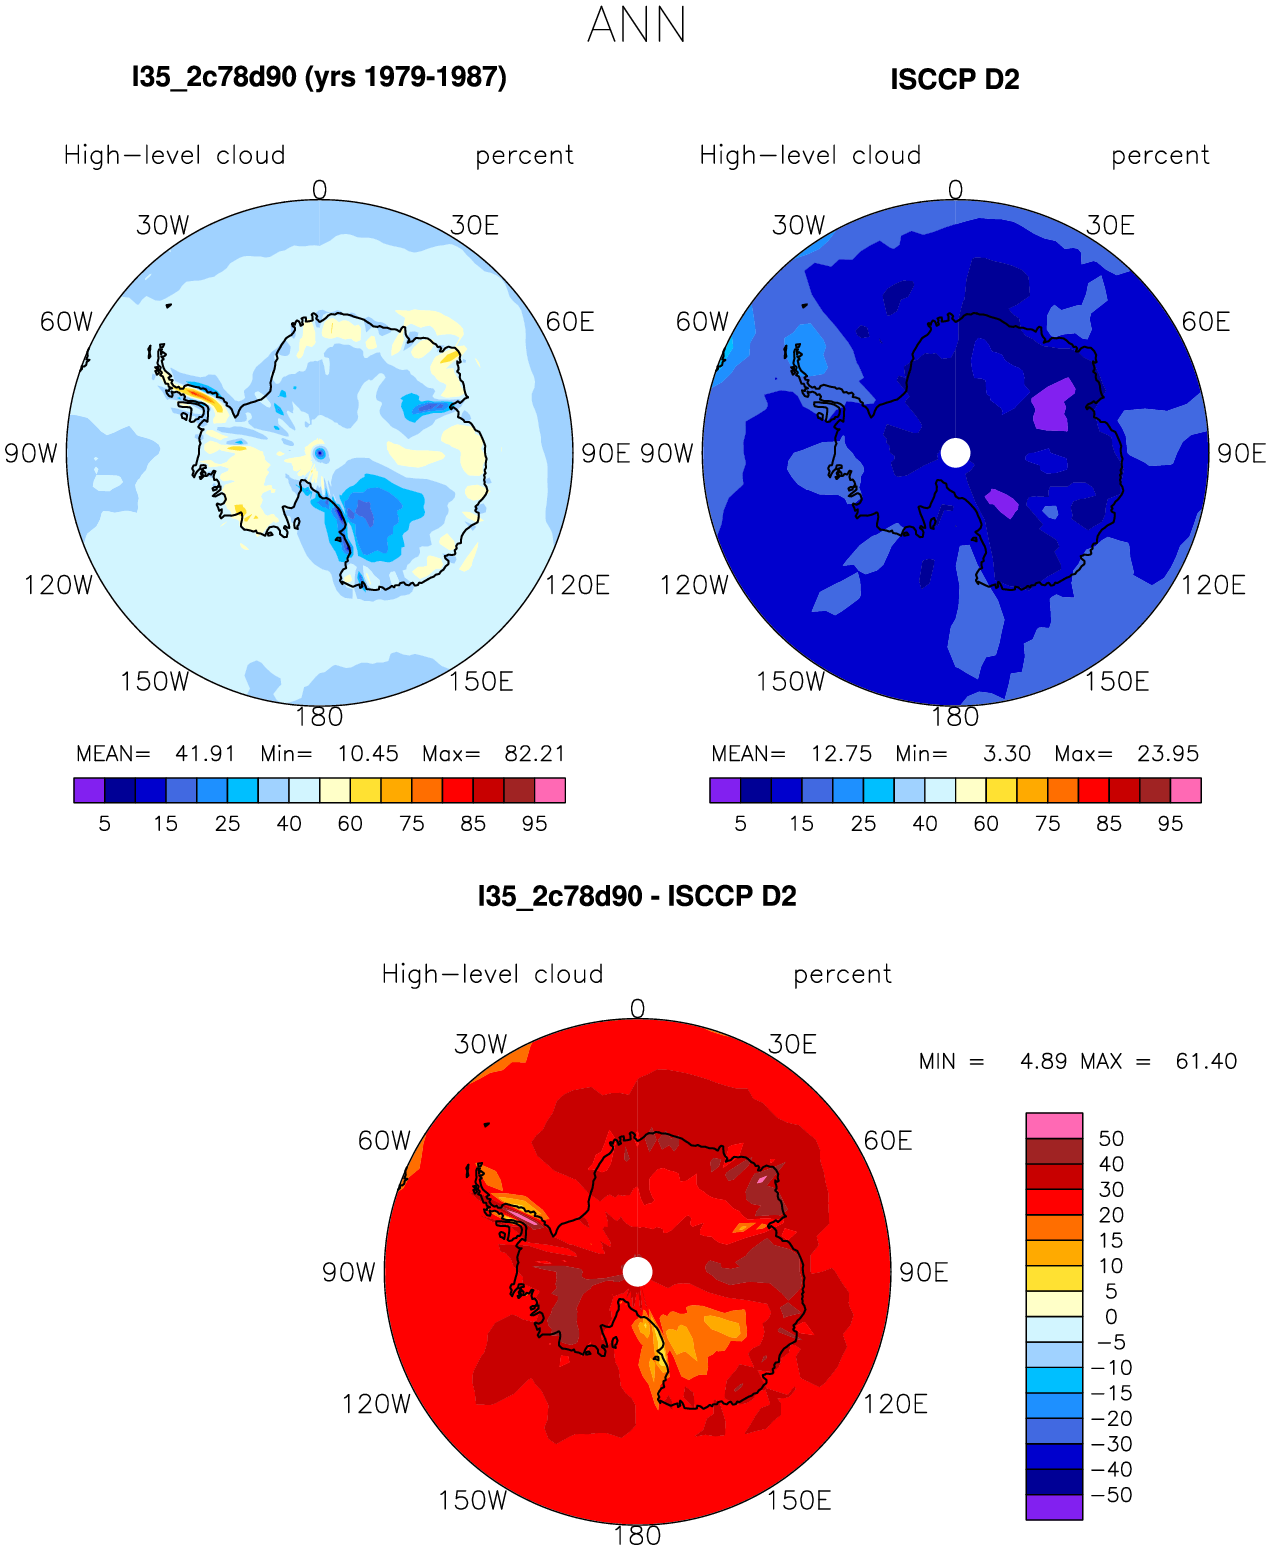 ANN
I35_2c78d90 (yrs 1979-1987)
High-level cloud percent
0
30W 30E
60W 60E
90W 90E
120W 120E
150W 150E
180
MEAN= 41.91 Min= 10.45 Max= 82.21
5 15 25 40 60 75 85 95
ISCCP D2
High-level cloud percent
0
30W 30E
60W 60E
90W 90E
120W 120E
150W 150E
180
MEAN= 12.75 Min= 3.30 Max= 23.95
5 15 25 40 60 75 85 95
I35_2c78d90 - ISCCP D2
High-level cloud percent
0
30W 30E
60W 60E
90W 90E
120W 120E
150W 150E
180
MIN = 4.89 MAX = 61.40
50
40
30
20
15
10
5
0
-5
-10
-15
-20
-30
-40
-50